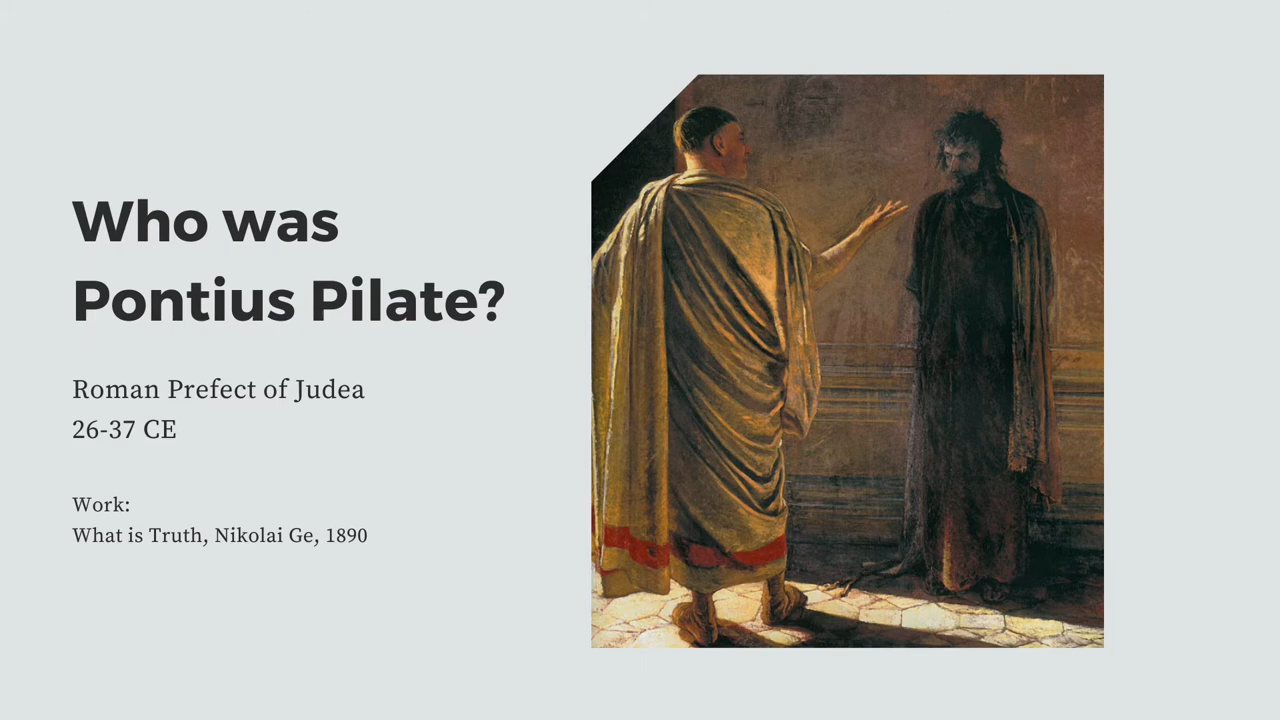 Who was
Pontius Pilate?
Roman Prefect of Judea
26-37 CE
Work:
What is Truth, Nikolai Ge, 1890